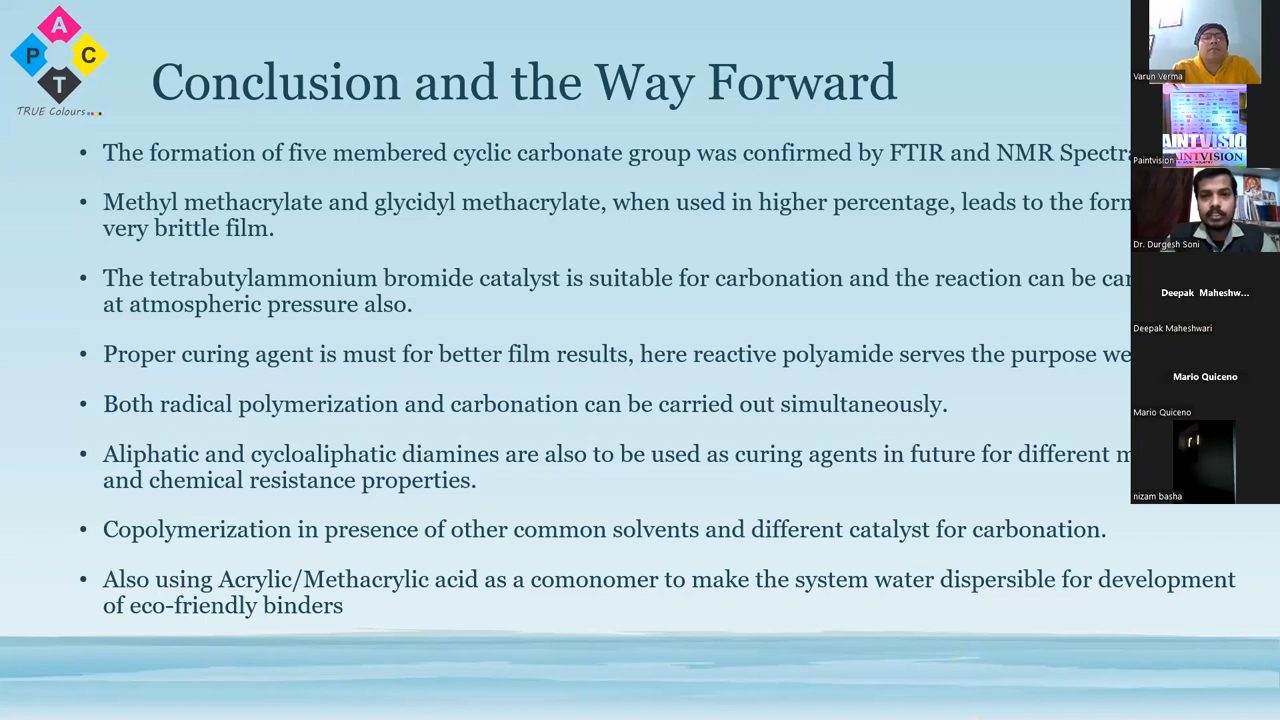 A
P C
T
TRUE Colours
Conclusion and the Way Forward
• The formation of five membered cyclic carbonate group was confirmed by FTIR and NMR
• Methyl methacrylate and glycidyl methacrylate, when used in higher percentage, leads to the
very brittle film.
• The tetrabutylammonium bromide catalyst is suitable for carbonation and the reaction can be
at atmospheric pressure also.
• Proper curing agent is must for better film results, here reactive polyamide serves the purpose
• Both radical polymerization and carbonation can be carried out simultaneously.
• Aliphatic and cycloaliphatic diamines are also to be used as curing agents in future for different
and chemical resistance properties.
• Copolymerization in presence of other common solvents and different catalyst for carbonation.
• Also using Acrylic/Methacrylic acid as a comonomer to make the system water dispersible for development
of eco-friendly binders
Varun Verma
PAINTVISION
Paintvision
Dr. Durgesh Soni
Deepak Maheshw...
Deepak Maheshwari
Mario Quiceno
Mario Quiceno
nizam basha